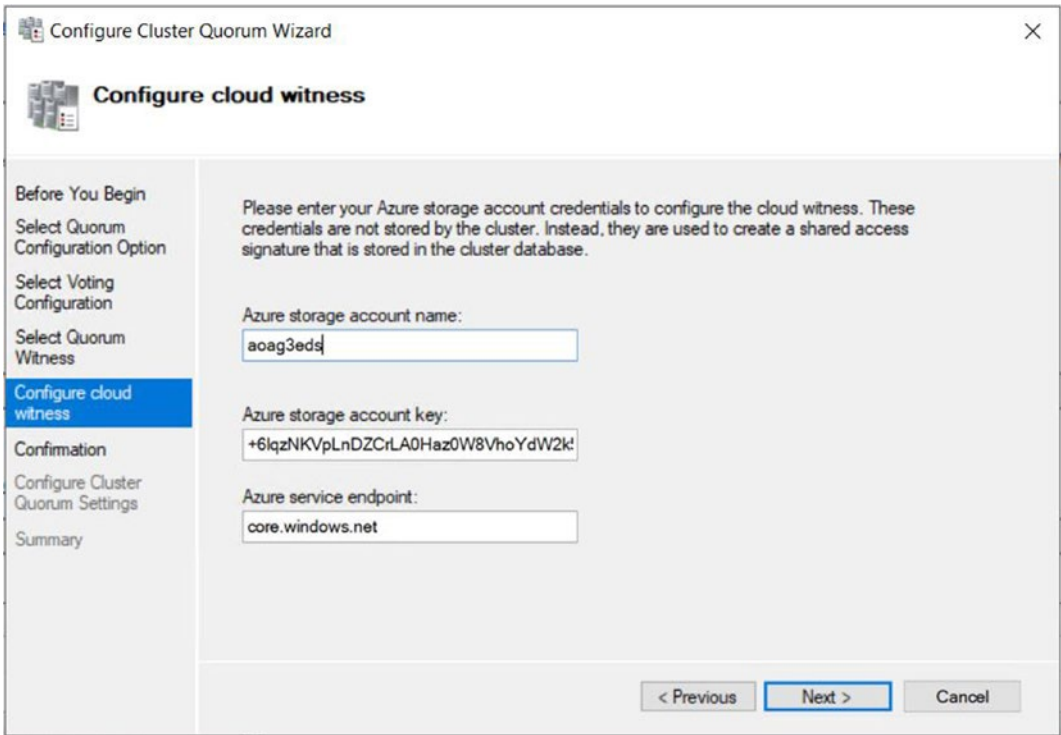 Configure Cluster Quorum Wizard
Configure cloud witness
Before You Begin
Select Quorum
Configuration Option
Select Voting
Configuration
Select Quorum
Witness
Configure cloud
witness
Confirmation
Configure Cluster
Quorum Settings
Summary
Please enter your Azure storage account credentials to configure the cloud witness. These
credentials are not stored by the cluster. Instead, they are used to create a shared access
signature that is stored in the cluster database.
Azure storage account name:
aoag3eds
Azure storage account key:
Azure service endpoint:
core.windows.net
< Previous
Next >
Cancel